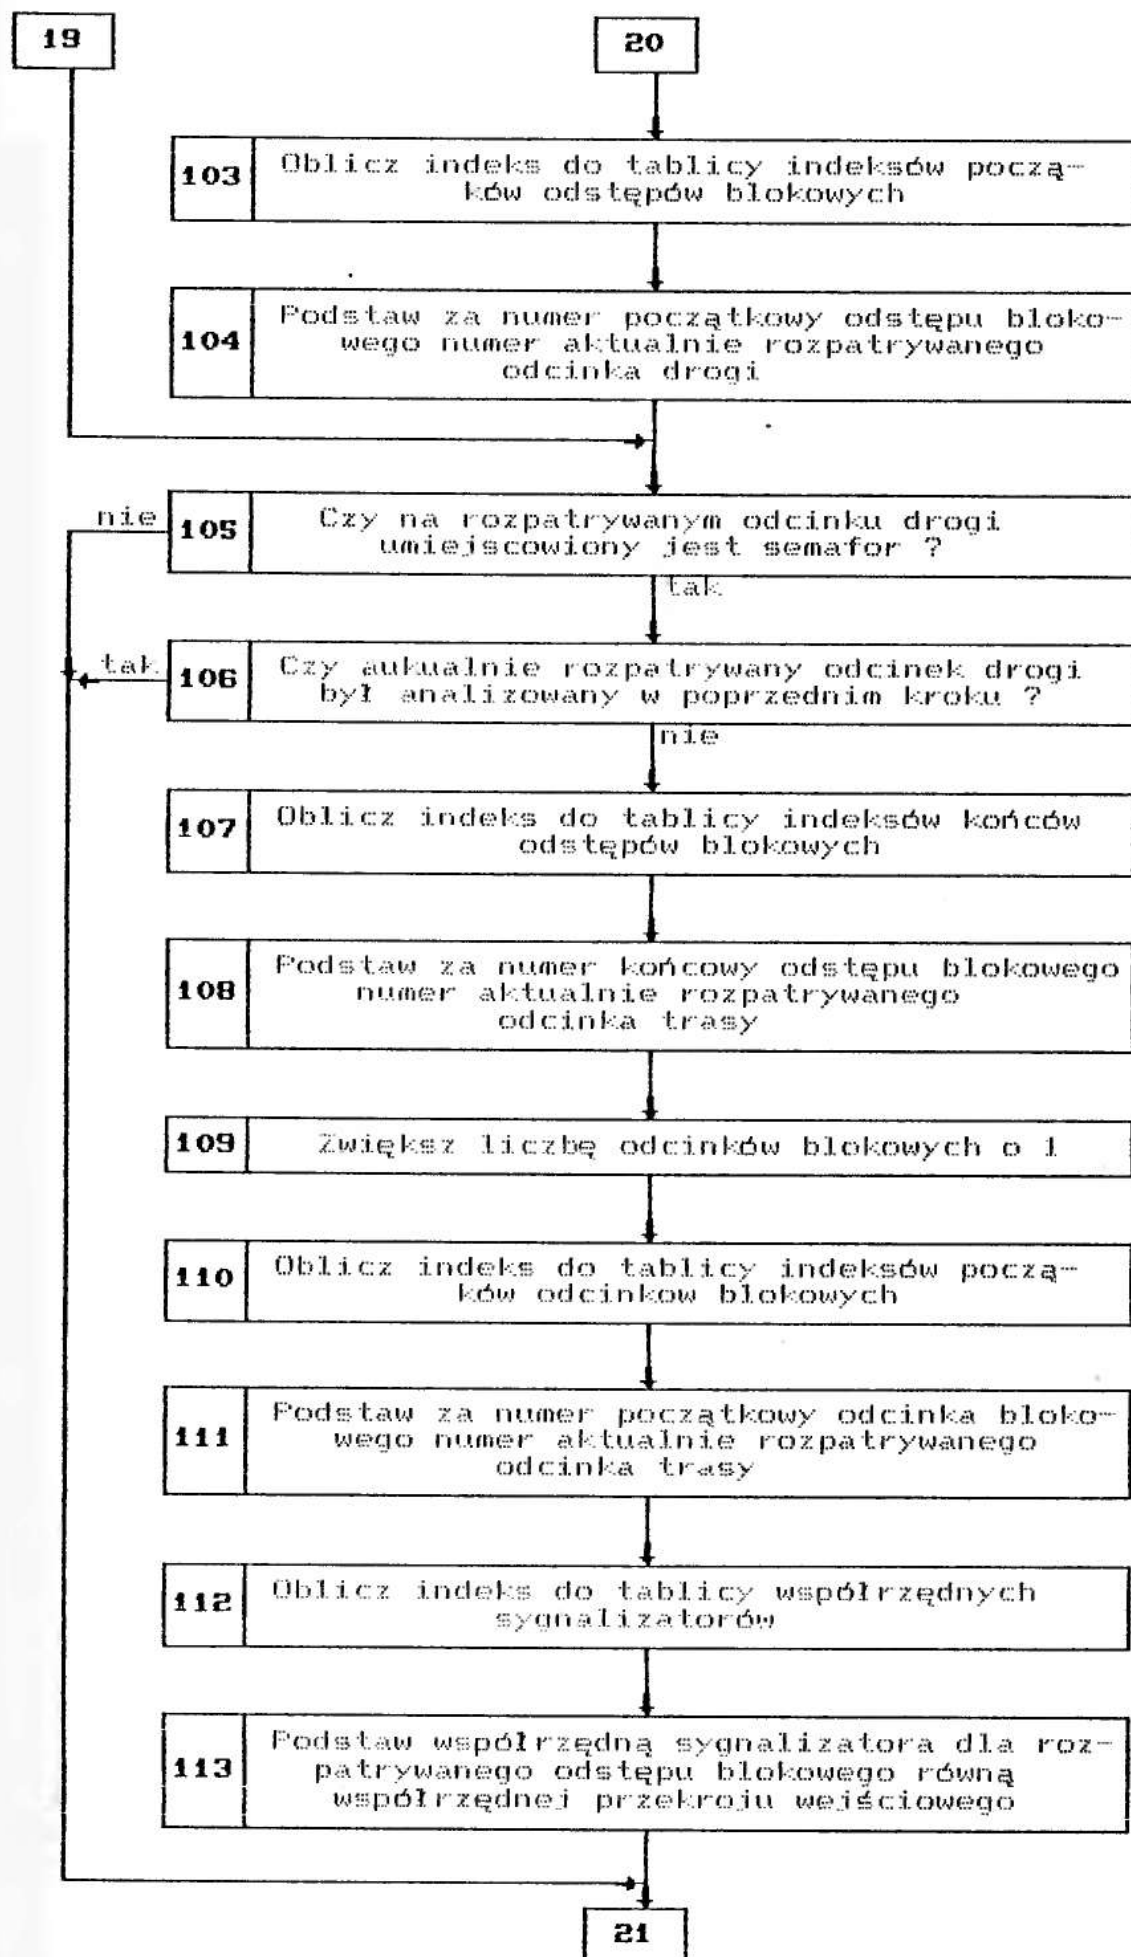 19
20
103 Oblicz indeks do tablicy indeksów począ-
ków odstępów blokowych
104 Podstaw za numer początkowy odstępu bloko-
wego numer aktualnie rozpatrywanego
odcinka drogi
nie
105 Czy na rozpatrywanym odcinku drogi
umiejscowiony jest semafor ?
tak
tak
106 Czy aukualnie rozpatrywany odcinek drogi
był analizowany w poprzednim kroku ?
nie
107 Oblicz indeks do tablicy indeksów końców
odstępów blokowych
108 Podstaw za numer końcowy odstępu blokowego
numer aktualnie rozpatrywanego
odcinka trasy
109 Zwiększ liczbę odcinków blokowych o 1
110 Oblicz indeks do tablicy indeksów począ-
ków odcinkow blokowych
111 Podstaw za numer początkowy odcinka bloko-
wego numer aktualnie rozpatrywanego
odcinka trasy
112 Oblicz indeks do tablicy współrzędnych
sygnalizatorów
113 Podstaw współrzędną sygnalizatora dla roz-
patrywanego odstępu blokowego równą
współrzędnej przekroju wejściowego
21